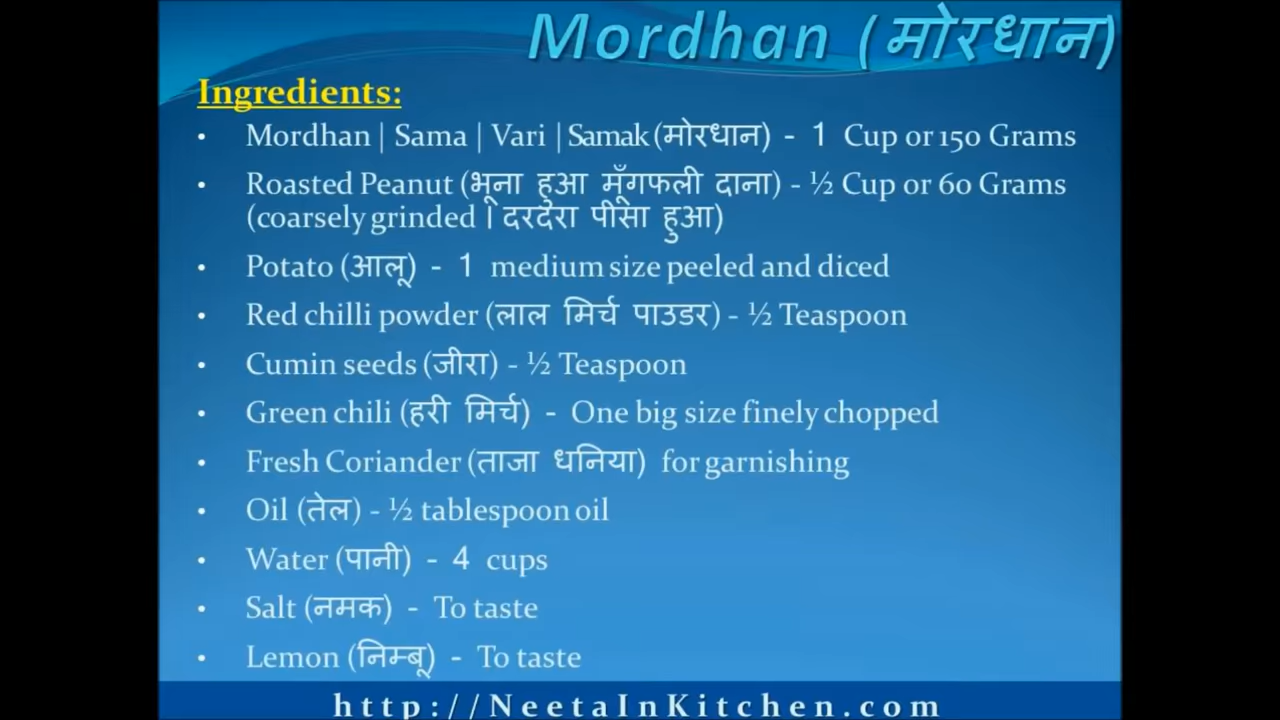 Mordhan (मोरधान)
Ingredients:
• Mordhan | Sama | Vari | Samak (मोरधान) - 1 Cup or 150 Grams
• Roasted Peanut (भूना हुआ मूँगफली दाना) - ½ Cup or 60 Grams
(coarsely grinded । दरदेरा पीसा हुआ)
• Potato (आलू) - 1 medium size peeled and diced
• Red chilli powder (लाल मिर्च पाउडर) - ½ Teaspoon
• Cumin seeds (जीरा) - ½ Teaspoon
• Green chili (हरी मिर्च) - One big size finely chopped
• Fresh Coriander (ताजा धनिया) for garnishing
• Oil (तेल) - ½ tablespoon oil
• Water (पानी) - 4 cups
• Salt (नमक) - To taste
• Lemon (निम्बू) - To taste
http://NeetaInKitchen.com